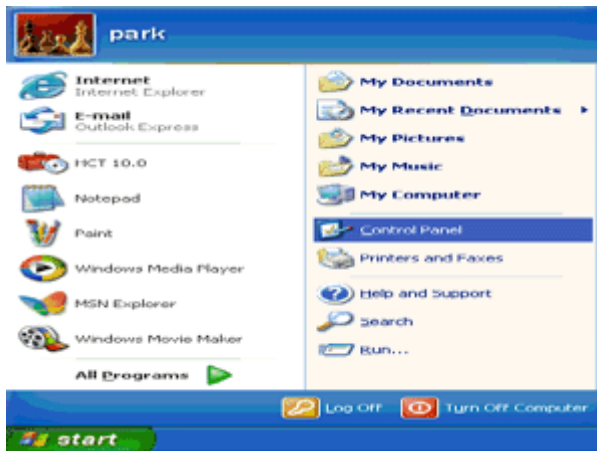 park
Internet
Internet Explorer
E-mail
Outlook Express
HCT 10.0
Notepad
Paint
Windows Media Player
MSN Explorer
Windows Movie Maker
All Programs
My Documents
My Recent Documents
My Pictures
My Music
My Computer
Control Panel
Printers and Faxes
Help and Support
Search
Run...
Log Off
Turn Off Computer
start